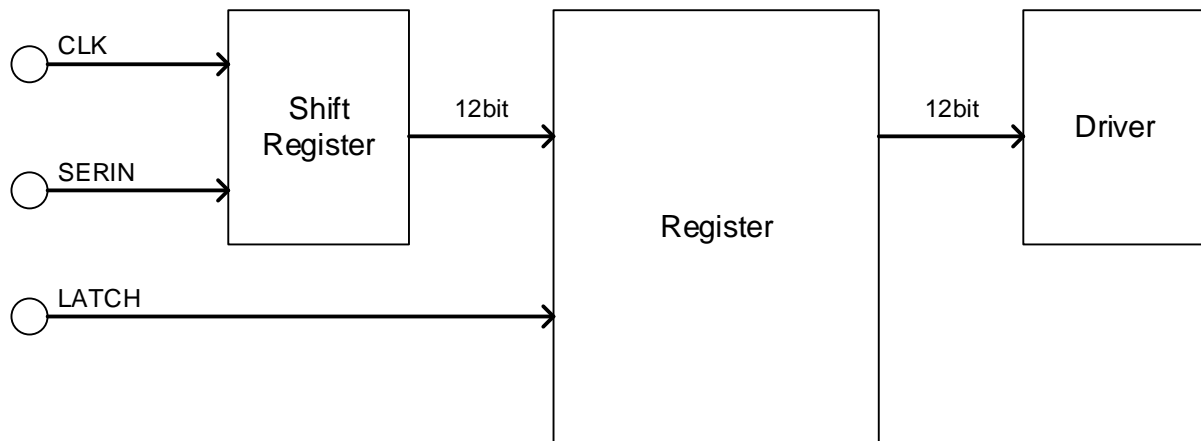 CLK
Shift
Register
12bit
12bit
Driver
SERIN
Register
LATCH